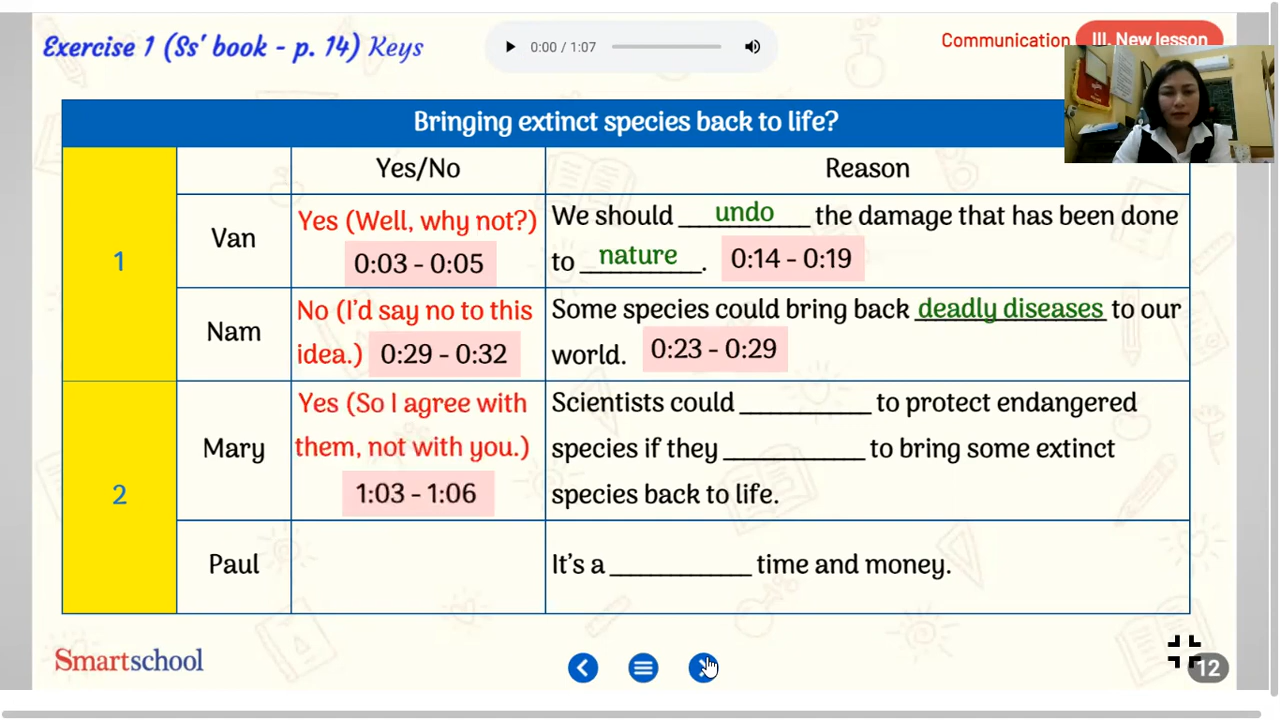 Exercise 1 (Ss' book - p. 14) Keys
0:00 / 1:07
Communication
III. New lesson
Bringing extinct species back to life?
Yes/No
Reason
1
Van
Yes (Well, why not?)
0:03 - 0:05
We should undo the damage that has been done
to nature. 0:14 - 0:19
Nam
No (I'd say no to this
idea.) 0:29 - 0:32
Some species could bring back deadly diseases to our
world. 0:23 - 0:29
2
Mary
Yes (So I agree with
them, not with you.)
1:03 - 1:06
Scientists could ____________ to protect endangered
species if they _____________ to bring some extinct
species back to life.
Paul
It's a _____________ time and money.
Smartschool
12